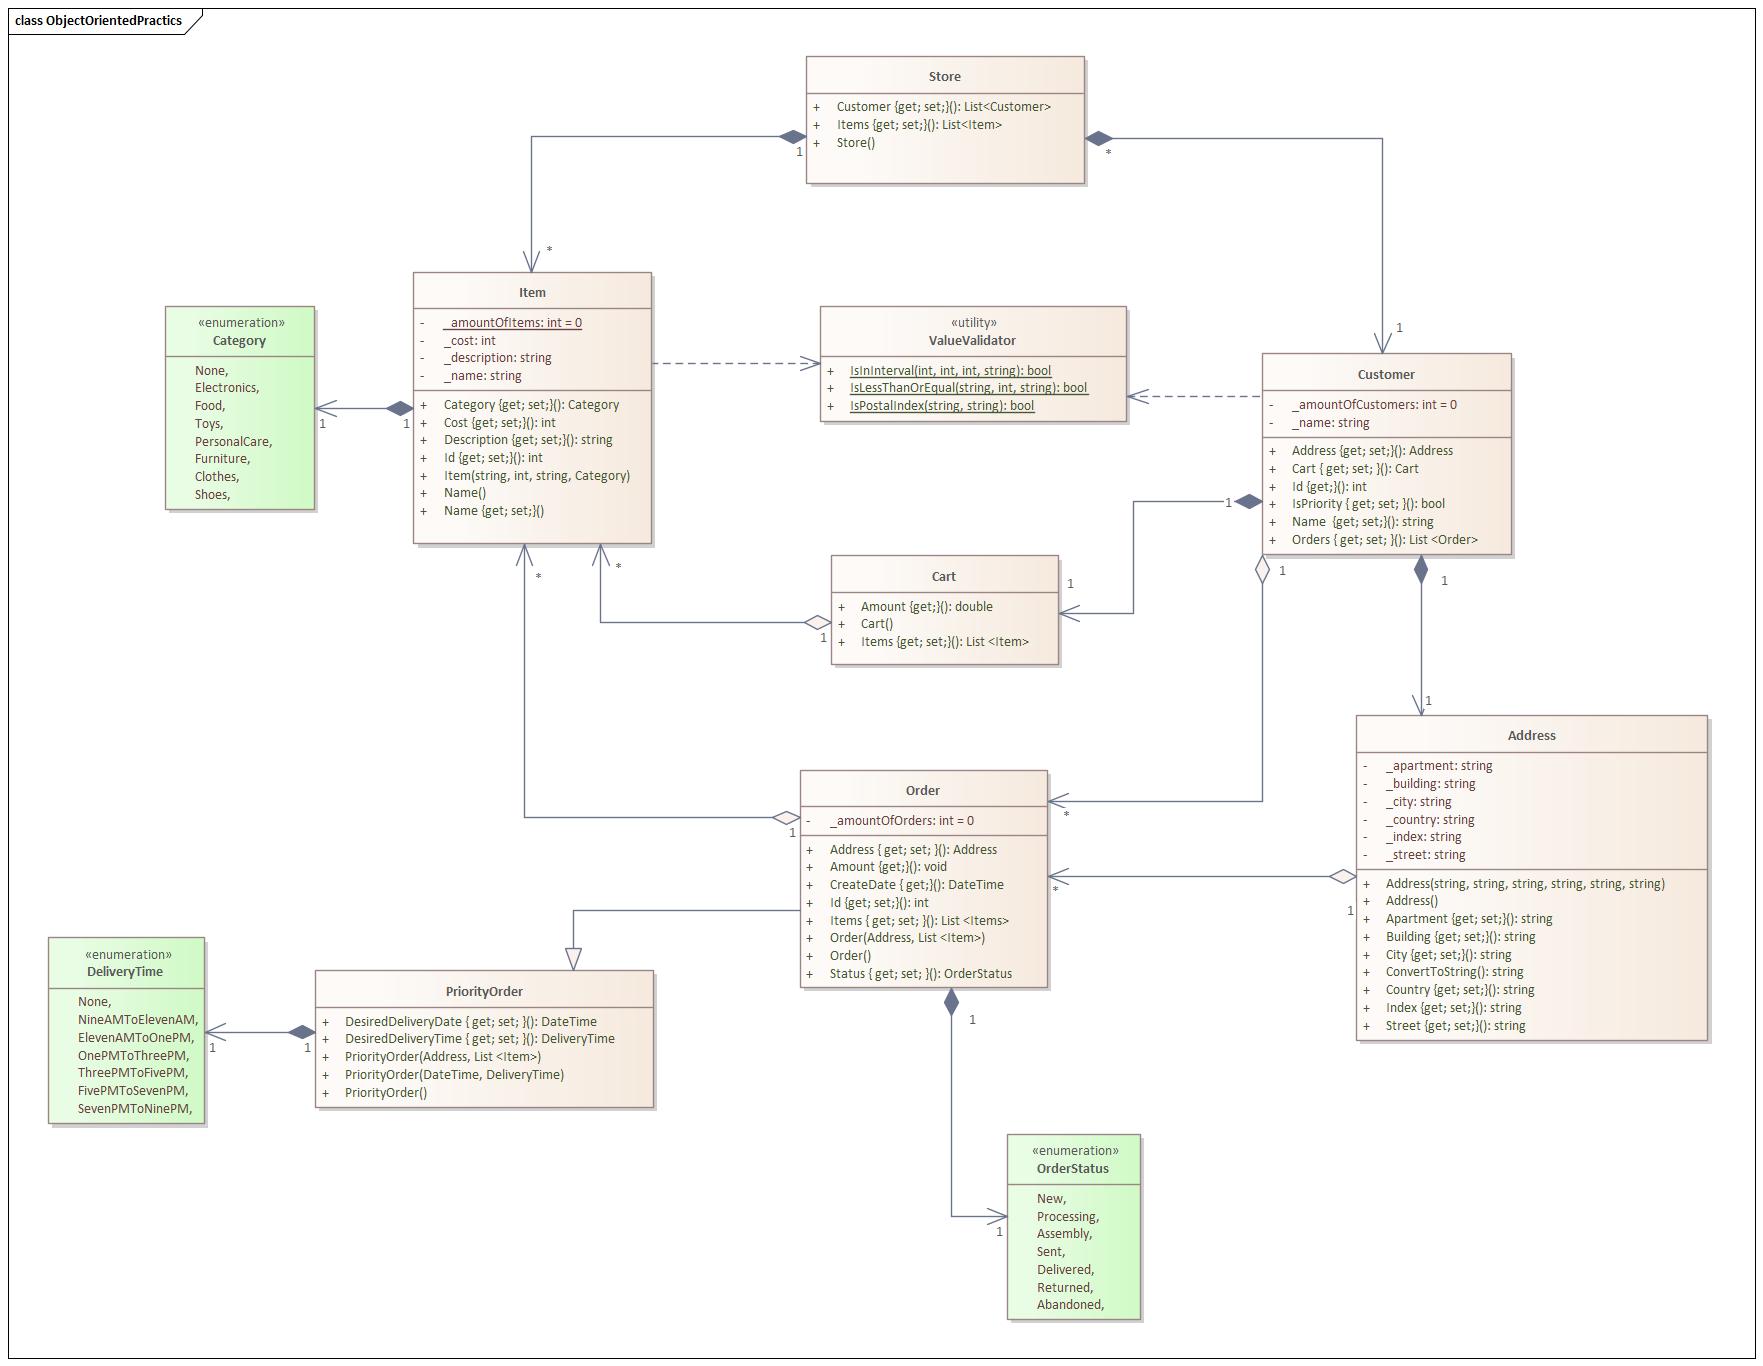 class ObjectOrientedPractics
Store
+ Customer {get; set;}(): List<Customer>
+ Items {get; set;}(): List<Item>
+ Store()
1
*
*
1
Item
- _amountOfItems: int = 0
- _cost: int
- _description: string
- _name: string
+ Category {get; set;}(): Category
+ Cost {get; set;}(): int
+ Description {get; set;}(): string
+ Id {get; set;}(): int
+ Item(string, int, string, Category)
+ Name()
+ Name {get; set;}()
«enumeration»
Category
None,
Electronics,
Food,
Toys,
PersonalCare,
Furniture,
Clothes,
Shoes,
1
1
«utility»
ValueValidator
+ IsInInterval(int, int, int, string): bool
+ IsLessThanOrEqual(string, int, string): bool
+ IsPostalIndex(string, string): bool
Customer
- _amountOfCustomers: int = 0
- _name: string
+ Address {get; set;}(): Address
+ Cart { get; set; }(): Cart
+ Id {get;}(): int
+ IsPriority { get; set; }(): bool
+ Name  {get; set;}(): string
+ Orders { get; set; }(): List <Order>
1
1
1
1
*
*
Cart
+ Amount {get;}(): double
+ Cart()
+ Items {get; set;}(): List <Item>
1
1
Address
- _apartment: string
- _building: string
- _city: string
- _country: string
- _index: string
- _street: string
+ Address(string, string, string, string, string, string)
+ Address()
+ Apartment {get; set;}(): string
+ Building {get; set;}(): string
+ City {get; set;}(): string
+ ConvertToString(): string
+ Country {get; set;}(): string
+ Index {get; set;}(): string
+ Street {get; set;}(): string
Order
- _amountOfOrders: int = 0
+ Address { get; set; }(): Address
+ Amount {get;}(): void
+ CreateDate { get;}(): DateTime
+ Id {get; set;}(): int
+ Items { get; set; }(): List <Items>
+ Order(Address, List <Item>)
+ Order()
+ Status { get; set; }(): OrderStatus
1
*
*
1
1
«enumeration»
DeliveryTime
None,
NineAMToElevenAM,
ElevenAMToOnePM,
OnePMToThreePM,
ThreePMToFivePM,
FivePMToSevenPM,
SevenPMToNinePM,
1
1
PriorityOrder
+ DesiredDeliveryDate { get; set; }(): DateTime
+ DesiredDeliveryTime { get; set; }(): DeliveryTime
+ PriorityOrder(Address, List <Item>)
+ PriorityOrder(DateTime, DeliveryTime)
+ PriorityOrder()
«enumeration»
OrderStatus
New,
Processing,
Assembly,
Sent,
Delivered,
Returned,
Abandoned,
1